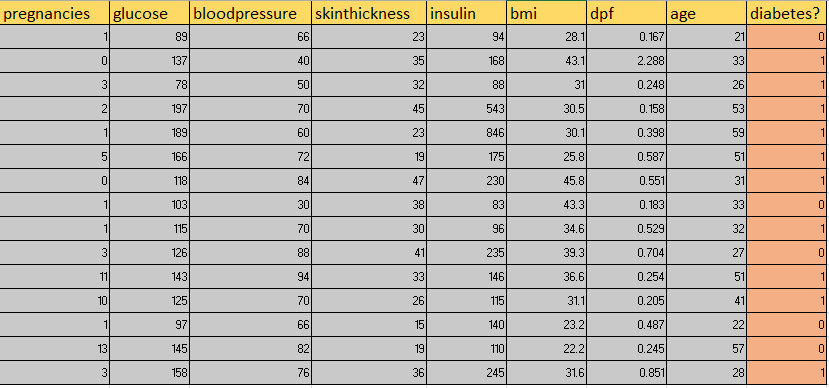 pregnancies glucose bloodpressure skinthickness insulin bmi dpf age diabetes?
1 89 66 23 94 28.1 0.167 21 0
0 137 40 35 168 43.1 2.288 33 1
3 78 50 32 88 31 0.248 26 1
2 197 70 45 543 30.5 0.158 53 1
1 189 60 23 846 30.1 0.398 59 1
5 166 72 19 175 25.8 0.587 51 1
0 118 84 47 230 45.8 0.551 31 1
1 103 30 38 83 43.3 0.183 33 0
1 115 70 30 96 34.6 0.529 32 1
3 126 88 41 235 39.3 0.704 27 0
11 143 94 33 146 36.6 0.254 51 1
10 125 70 26 115 31.1 0.205 41 1
1 97 66 15 140 23.2 0.487 22 0
13 145 82 19 110 22.2 0.245 57 0
3 158 76 36 245 31.6 0.851 28 1